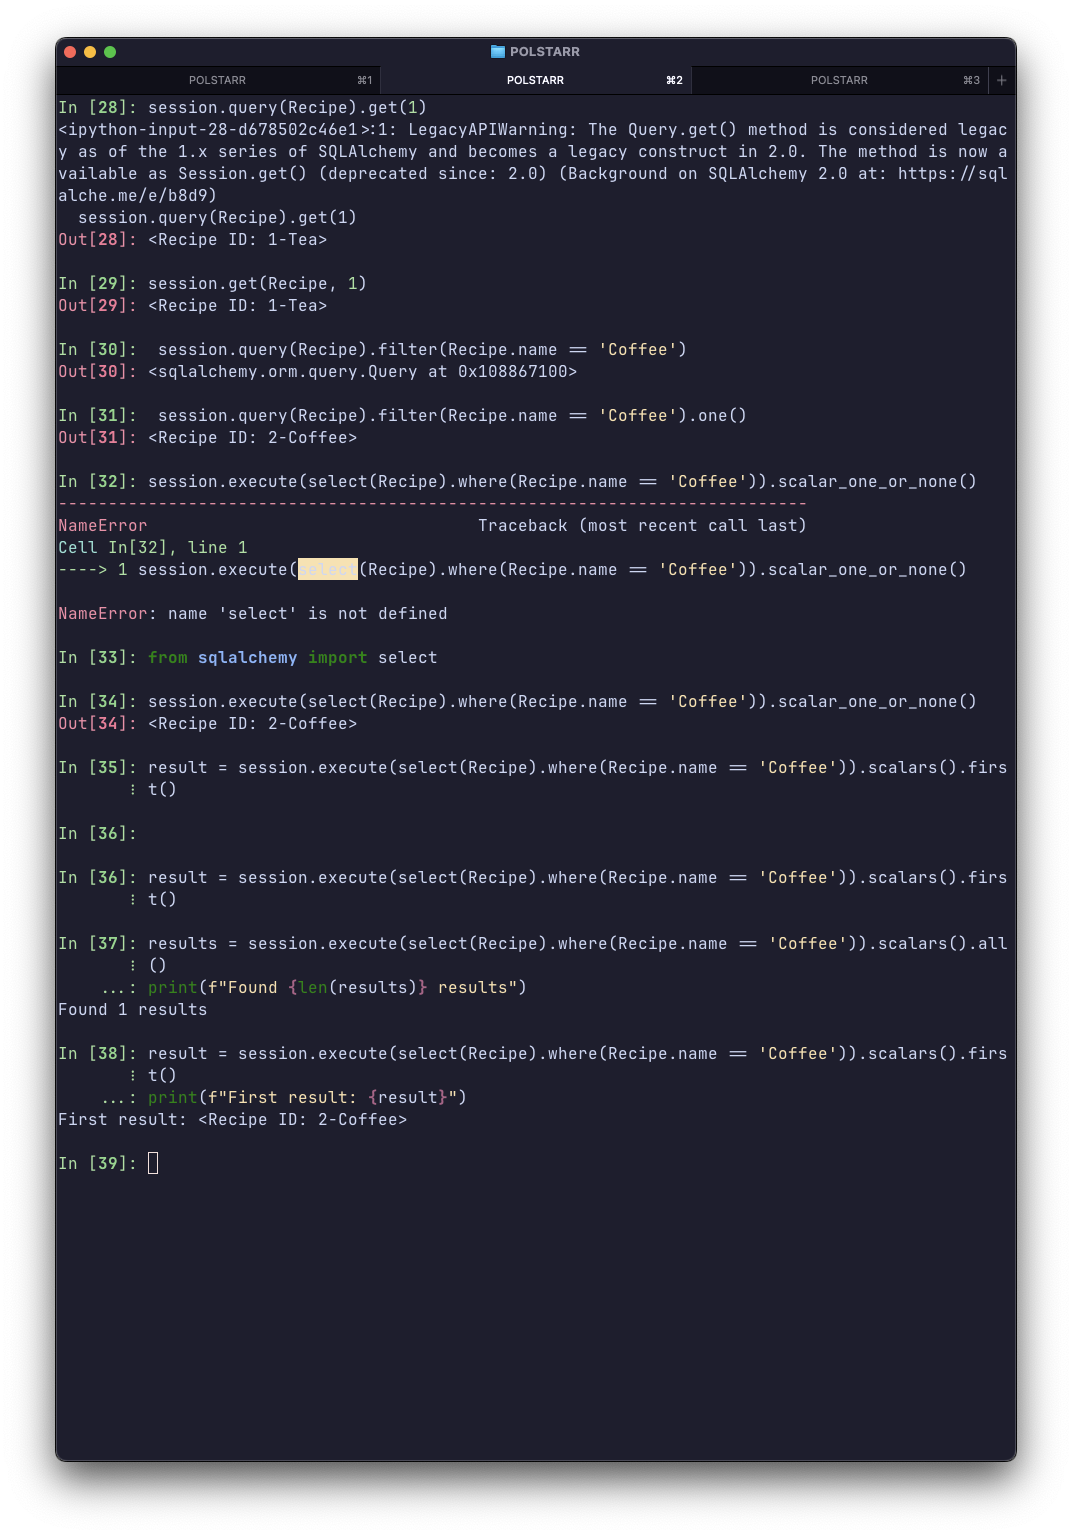 POLSTARR
POLSTARR ⌘1 POLSTARR ⌘2 POLSTARR ⌘3 +
In [28]: session.query(Recipe).get(1)
<ipython-input-28-d678502c46e1>:1: LegacyAPIWarning: The Query.get() method is considered legac
y as of the 1.x series of SQLAlchemy and becomes a legacy construct in 2.0. The method is now a
vailable as Session.get() (deprecated since: 2.0) (Background on SQLAlchemy 2.0 at: https://sql
alche.me/e/b8d9)
  session.query(Recipe).get(1)
Out[28]: <Recipe ID: 1-Tea>
In [29]: session.get(Recipe, 1)
Out[29]: <Recipe ID: 1-Tea>
In [30]:  session.query(Recipe).filter(Recipe.name == 'Coffee')
Out[30]: <sqlalchemy.orm.query.Query at 0x108867100>
In [31]:  session.query(Recipe).filter(Recipe.name == 'Coffee').one()
Out[31]: <Recipe ID: 2-Coffee>
In [32]: session.execute(select(Recipe).where(Recipe.name == 'Coffee')).scalar_one_or_none()
---------------------------------------------------------------------------
NameError                                 Traceback (most recent call last)
Cell In[32], line 1
----> 1 session.execute(select(Recipe).where(Recipe.name == 'Coffee')).scalar_one_or_none()
NameError: name 'select' is not defined
In [33]: from sqlalchemy import select
In [34]: session.execute(select(Recipe).where(Recipe.name == 'Coffee')).scalar_one_or_none()
Out[34]: <Recipe ID: 2-Coffee>
In [35]: result = session.execute(select(Recipe).where(Recipe.name == 'Coffee')).scalars().firs
       ⋮ t()
In [36]:
In [36]: result = session.execute(select(Recipe).where(Recipe.name == 'Coffee')).scalars().firs
       ⋮ t()
In [37]: results = session.execute(select(Recipe).where(Recipe.name == 'Coffee')).scalars().all
       ⋮ ()
    ...: print(f"Found {len(results)} results")
Found 1 results
In [38]: result = session.execute(select(Recipe).where(Recipe.name == 'Coffee')).scalars().firs
       ⋮ t()
    ...: print(f"First result: {result}")
First result: <Recipe ID: 2-Coffee>
In [39]: